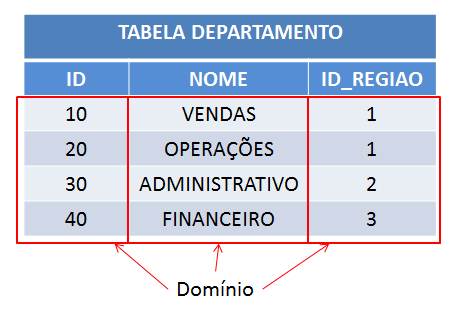 TABELA DEPARTAMENTO
ID NOME ID_REGIAO
10 VENDAS 1
20 OPERAÇÕES 1
30 ADMINISTRATIVO 2
40 FINANCEIRO 3
Domínio